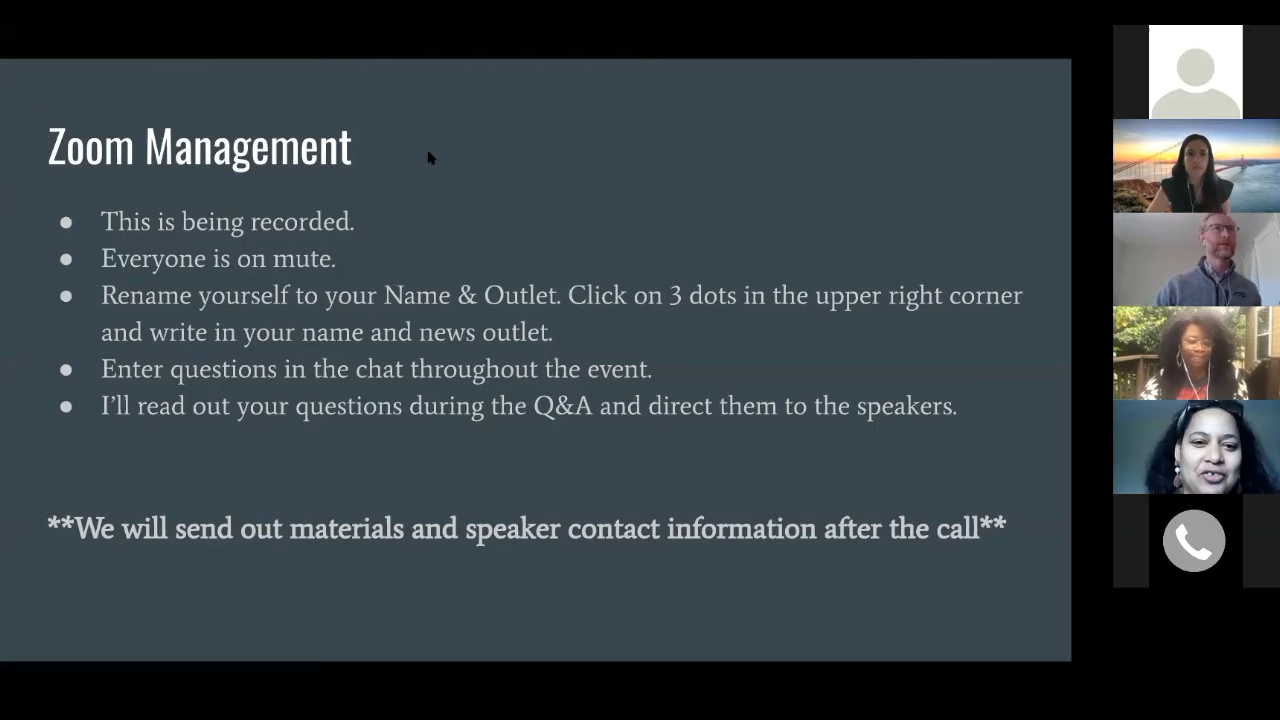 Zoom Management
● This is being recorded.
● Everyone is on mute.
● Rename yourself to your Name & Outlet. Click on 3 dots in the upper right corner
and write in your name and news outlet.
● Enter questions in the chat throughout the event.
● I’ll read out your questions during the Q&A and direct them to the speakers.
**We will send out materials and speaker contact information after the call**